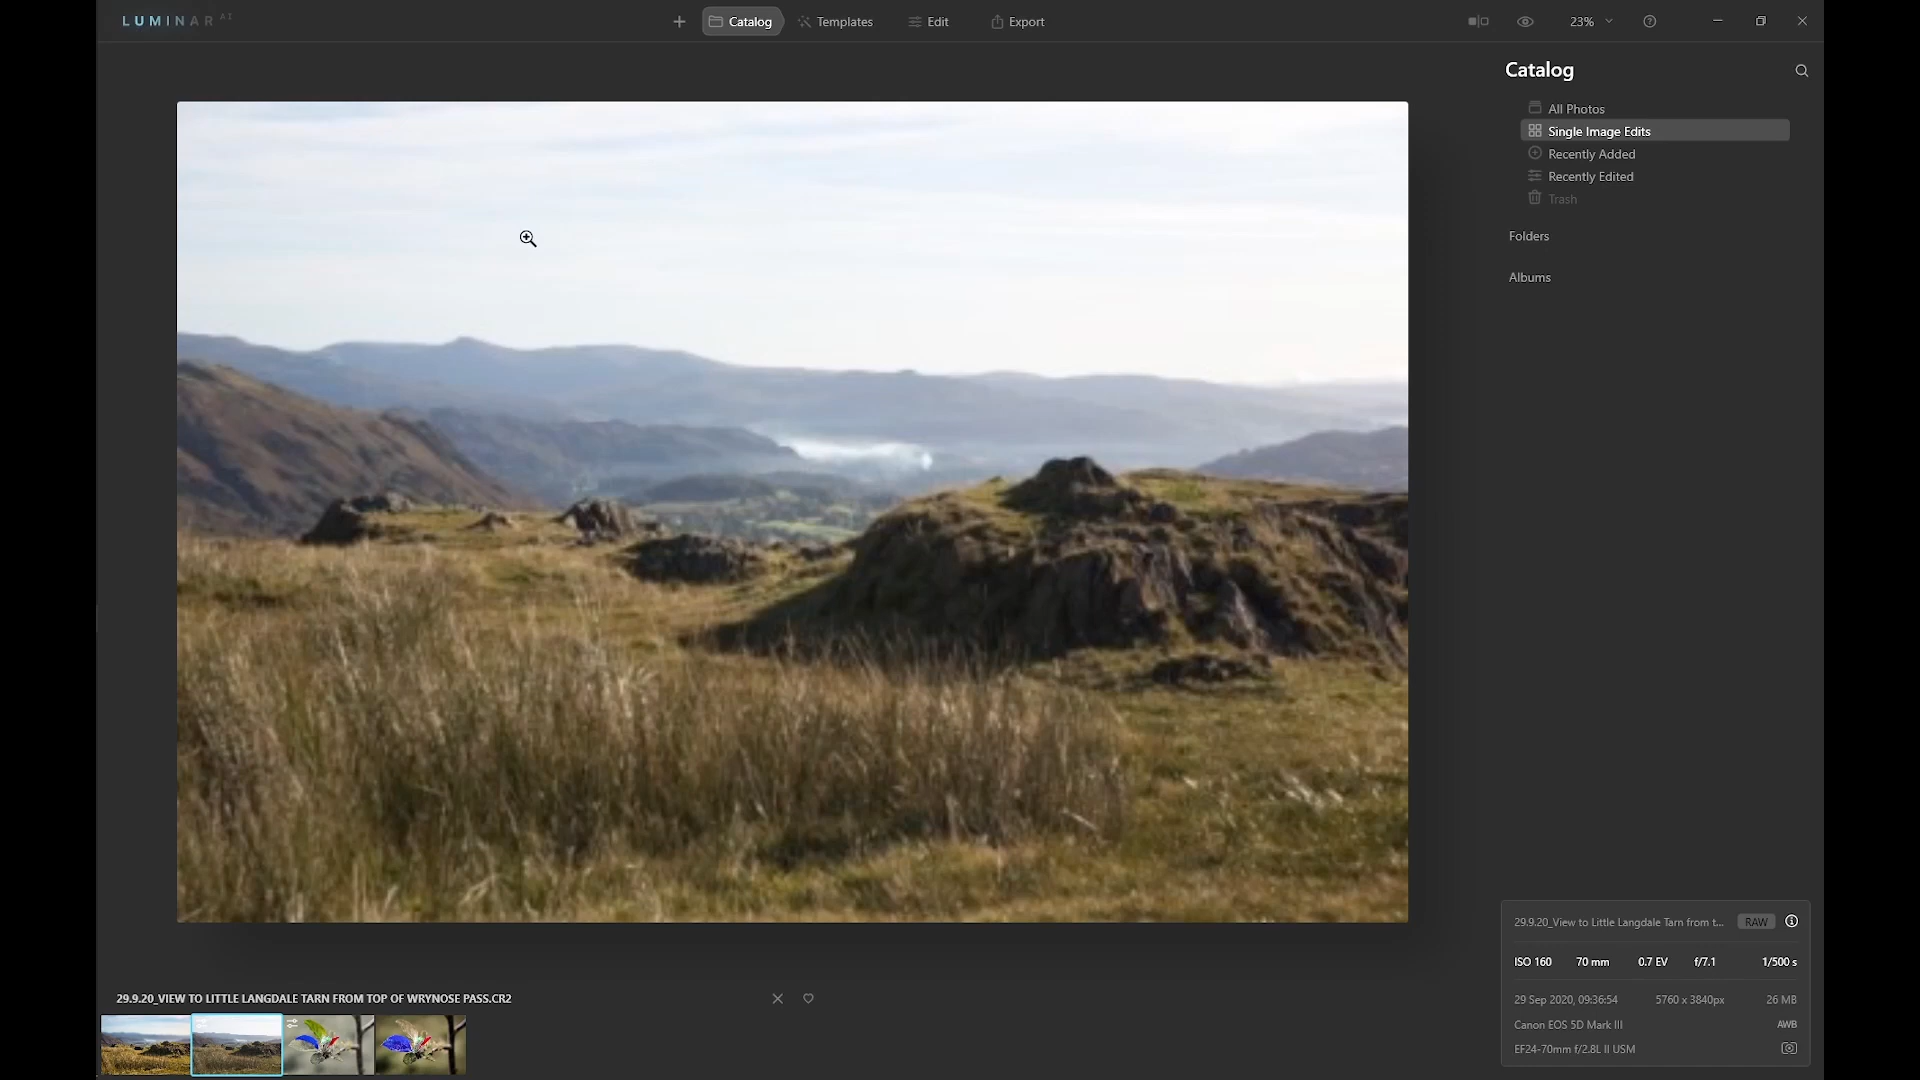 LUMINAR AI
Catalog
Templates
Edit
Export
23%
Catalog
All Photos
Single Image Edits
Recently Added
Recently Edited
Trash
Folders
Albums
29.9.20_View to Little Langdale Tarn from t... RAW
ISO 160 70 mm 0.7 EV f/7.1 1/500 s
29 Sep 2020, 09:36:54 5760 x 3840px 26 MB
Canon EOS 5D Mark III AWB
EF24-70mm f/2.8L II USM
29.9.20_VIEW TO LITTLE LANGDALE TARN FROM TOP OF WRYNOSE PASS.CR2